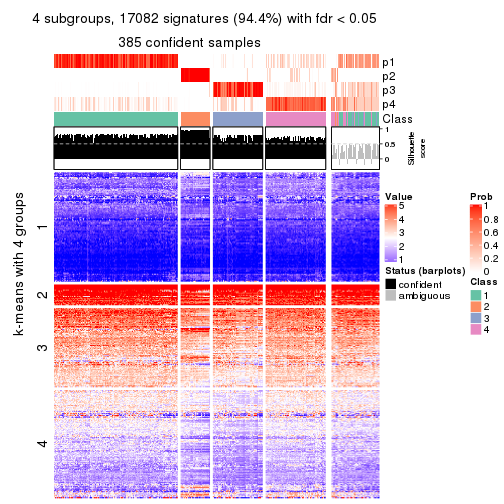 4 subgroups, 17082 signatures (94.4%) with fdr < 0.05
385 confident samples
p1
p2
p3
p4
Class
1
0.5
0
Silhouette
score
k-means with 4 groups
1
2
3
4
Value
5
4
3
2
1
Status (barplots)
confident
ambiguous
Prob
1
0.8
0.6
0.4
0.2
0
Class
1
2
3
4